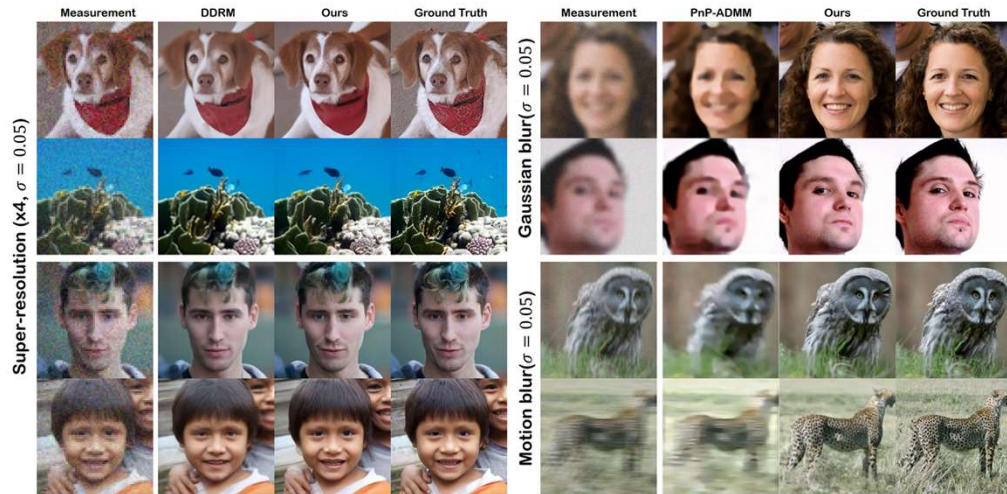 Measurement DDRM Ours Ground Truth
Super-resolution (x4, σ = 0.05)
Measurement PnP-ADMM Ours Ground Truth
Gaussian blur(σ = 0.05)
Motion blur(σ = 0.05)